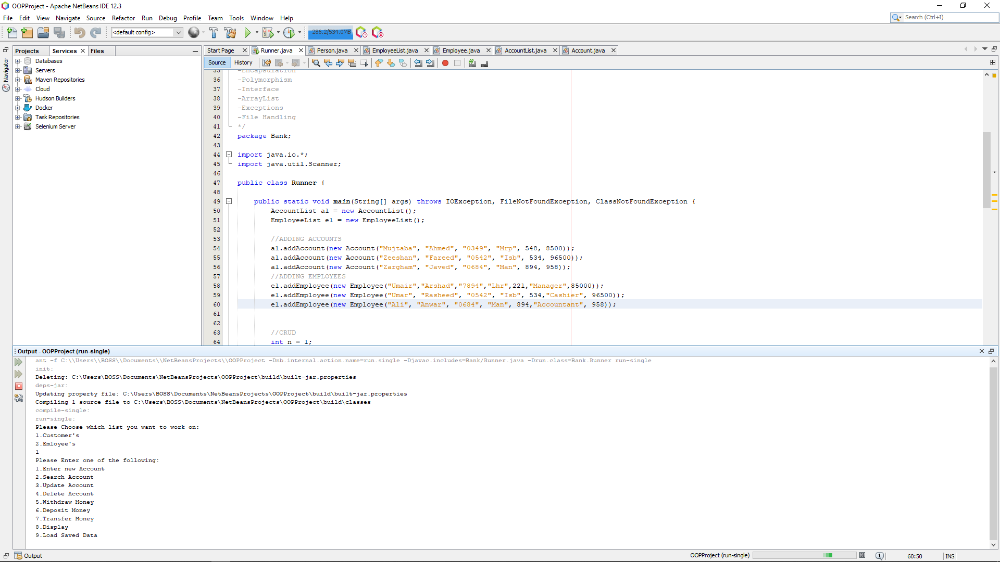 OOPProject - Apache NetBeans IDE 12.3
File Edit View Navigate Source Refactor Run Debug Profile Team Tools Window Help
Search (Ctrl+I)
<default config>
286.2/534.0MB
Projects Services Files
Start Page Runner.java Person.java EmployeeList.java Employee.java AccountList.java Account.java
Navigator
Databases
Servers
Maven Repositories
Cloud
Hudson Builders
Docker
Task Repositories
Selenium Server
Source History
35 -Encapsulation
36 -Polymorphism
37 -Interface
38 -ArrayList
39 -Exceptions
40 -File Handling
41 */
42 package Bank;
43
44 import java.io.*;
45 import java.util.Scanner;
46
47 public class Runner {
48
49 public static void main(String[] args) throws IOException, FileNotFoundException, ClassNotFoundException {
50 AccountList al = new AccountList();
51 EmployeeList el = new EmployeeList();
52
53 //ADDING ACCOUNTS
54 al.addAccount(new Account("Mujtaba", "Ahmed", "0349", "Mrp", 548, 8500));
55 al.addAccount(new Account("Zeeshan", "Fareed", "0542", "Isb", 534, 96500));
56 al.addAccount(new Account("Zargham", "Javed", "0684", "Man", 894, 958));
57 //ADDING EMPLOYEES
58 el.addEmployee(new Employee("Umair","Arshad","7894","Lhr",221,"Manager",85000));
59 el.addEmployee(new Employee("Umar", "Rasheed", "0542", "Isb", 534,"Cashier", 96500));
60 el.addEmployee(new Employee("Ali", "Anwar", "0684", "Man", 894,"Accountant", 958));
61
62
63 //CRUD
64 int n = 1;
Output - OOPProject (run-single)
ant -f C:\\Users\\BOSS\\Documents\\NetBeansProjects\\OOPProject -Dnb.internal.action.name=run.single -Djavac.includes=Bank/Runner.java -Drun.class=Bank.Runner run-single
init:
Deleting: C:\Users\BOSS\Documents\NetBeansProjects\OOPProject\build\built-jar.properties
deps-jar:
Updating property file: C:\Users\BOSS\Documents\NetBeansProjects\OOPProject\build\built-jar.properties
Compiling 1 source file to C:\Users\BOSS\Documents\NetBeansProjects\OOPProject\build\classes
compile-single:
run-single:
Please Choose which list you want to work on:
1.Customer's
2.Emloyee's
1
Please Enter one of the following:
1.Enter new Account
2.Search Account
3.Update Account
4.Delete Account
5.Withdraw Money
6.Deposit Money
7.Transfer Money
8.Display
9.Load Saved Data
Output
OOPProject (run-single)
60:50
INS